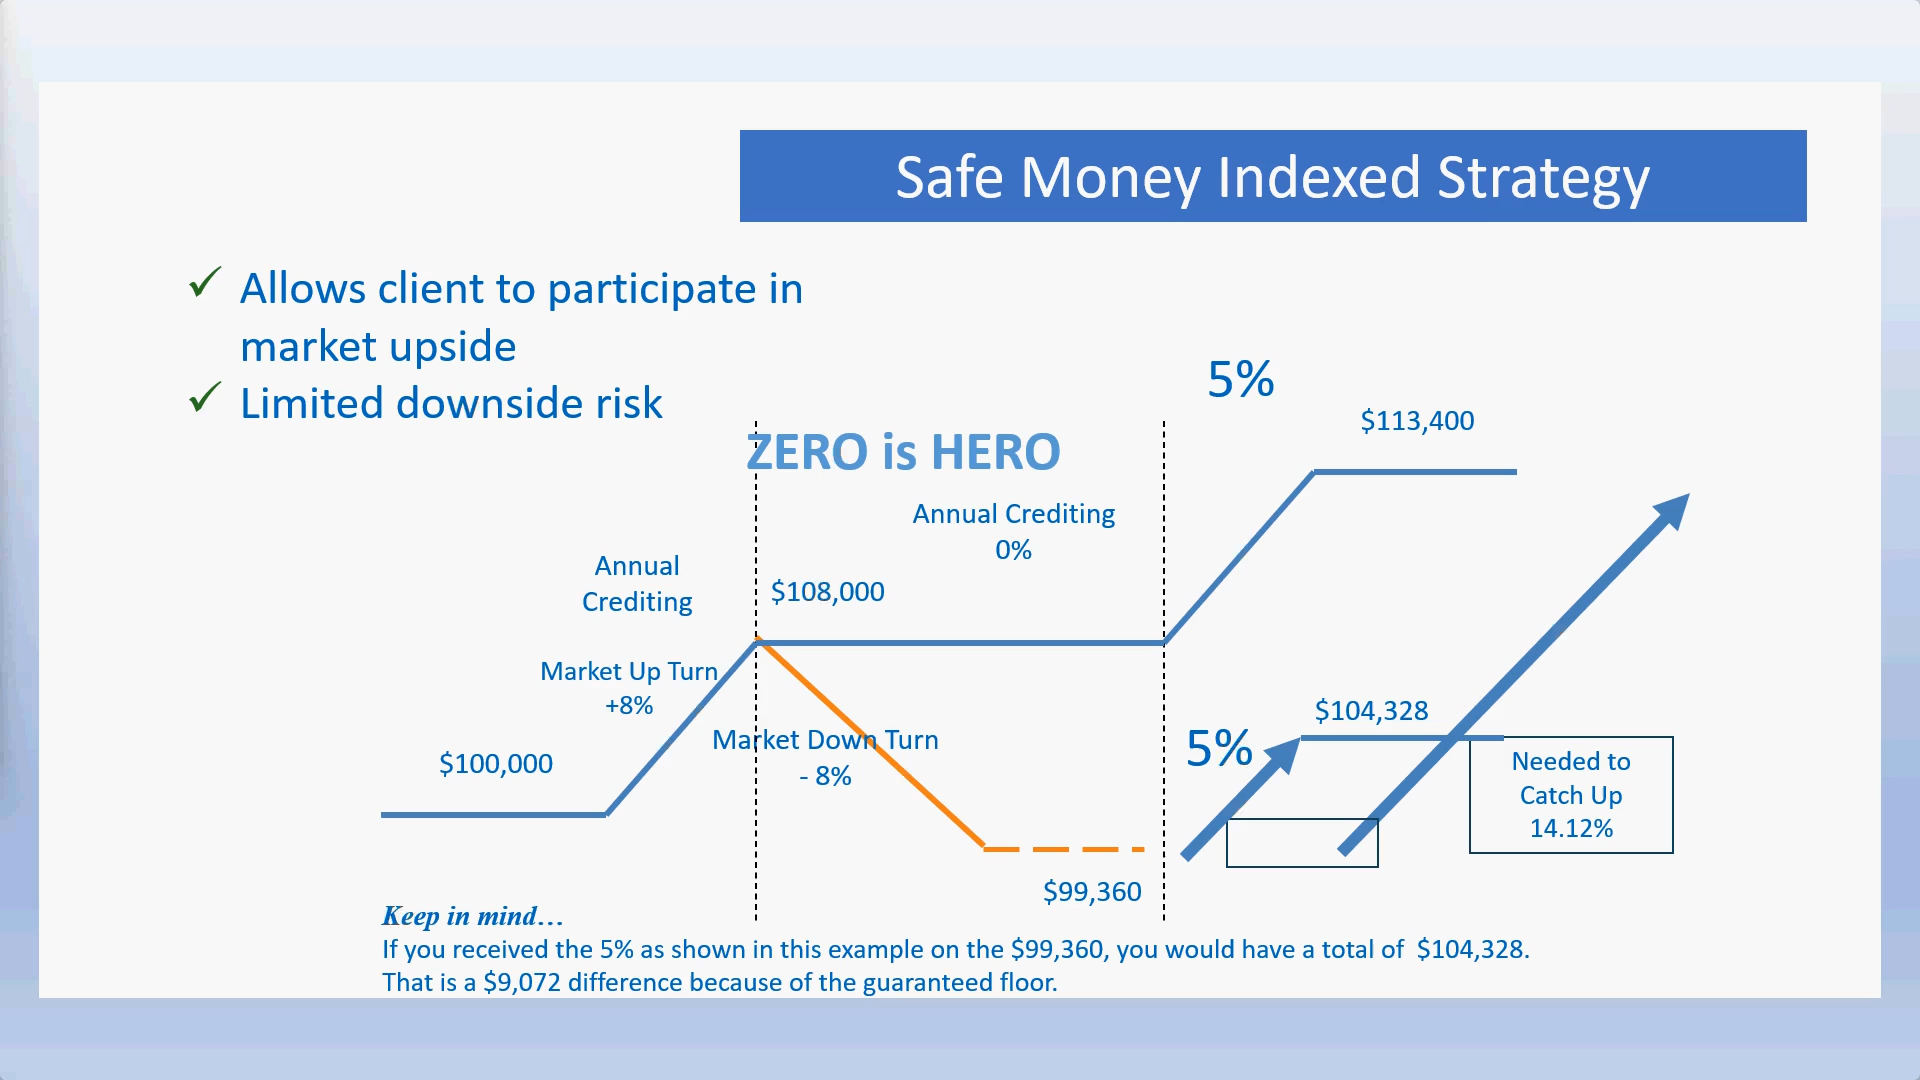 Safe Money Indexed Strategy
✓ Allows client to participate in
market upside
✓ Limited downside risk
5%
$113,400
ZERO is HERO
Annual Crediting
0%
Annual
Crediting
$108,000
Market Up Turn
+8%
$104,328
Market Down Turn
- 8%
5%
$100,000
Needed to
Catch Up
14.12%
$99,360
Keep in mind…
If you received the 5% as shown in this example on the $99,360, you would have a total of $104,328.
That is a $9,072 difference because of the guaranteed floor.